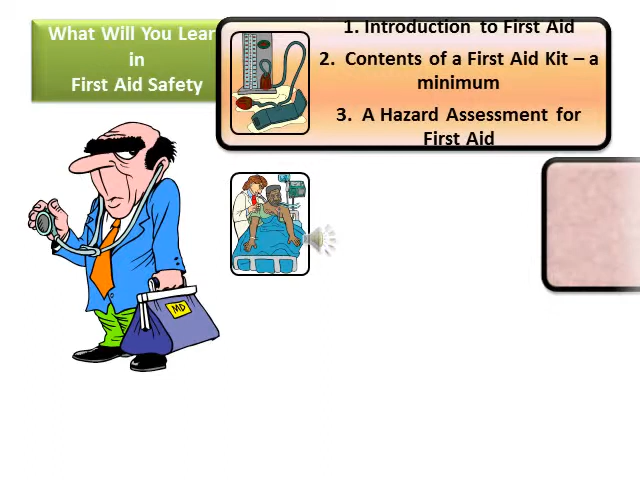 What Will You Lear
in
First Aid Safety
1. Introduction to First Aid
2. Contents of a First Aid Kit – a
minimum
3. A Hazard Assessment for
First Aid
MD